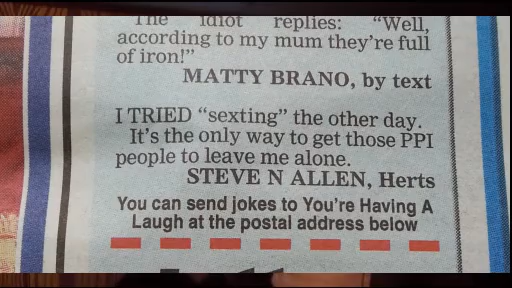 The idiot replies: “Well,
according to my mum they’re full
of iron!”
MATTY BRANO, by text
I TRIED “sexting” the other day.
It’s the only way to get those PPI
people to leave me alone.
STEVE N ALLEN, Herts
You can send jokes to You’re Having A
Laugh at the postal address below